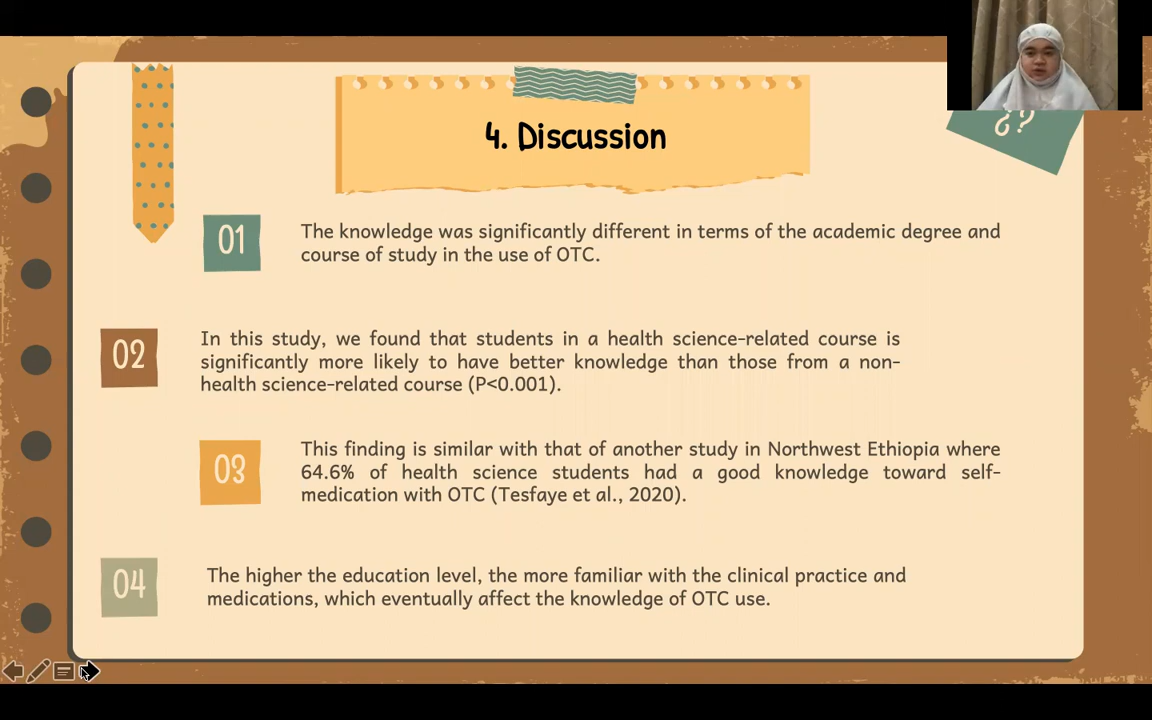 4. Discussion
??
01
The knowledge was significantly different in terms of the academic degree and
course of study in the use of OTC.
02
In this study, we found that students in a health science-related course is
significantly more likely to have better knowledge than those from a non-
health science-related course (P<0.001).
03
This finding is similar with that of another study in Northwest Ethiopia where
64.6% of health science students had a good knowledge toward self-
medication with OTC (Tesfaye et al., 2020).
04
The higher the education level, the more familiar with the clinical practice and
medications, which eventually affect the knowledge of OTC use.